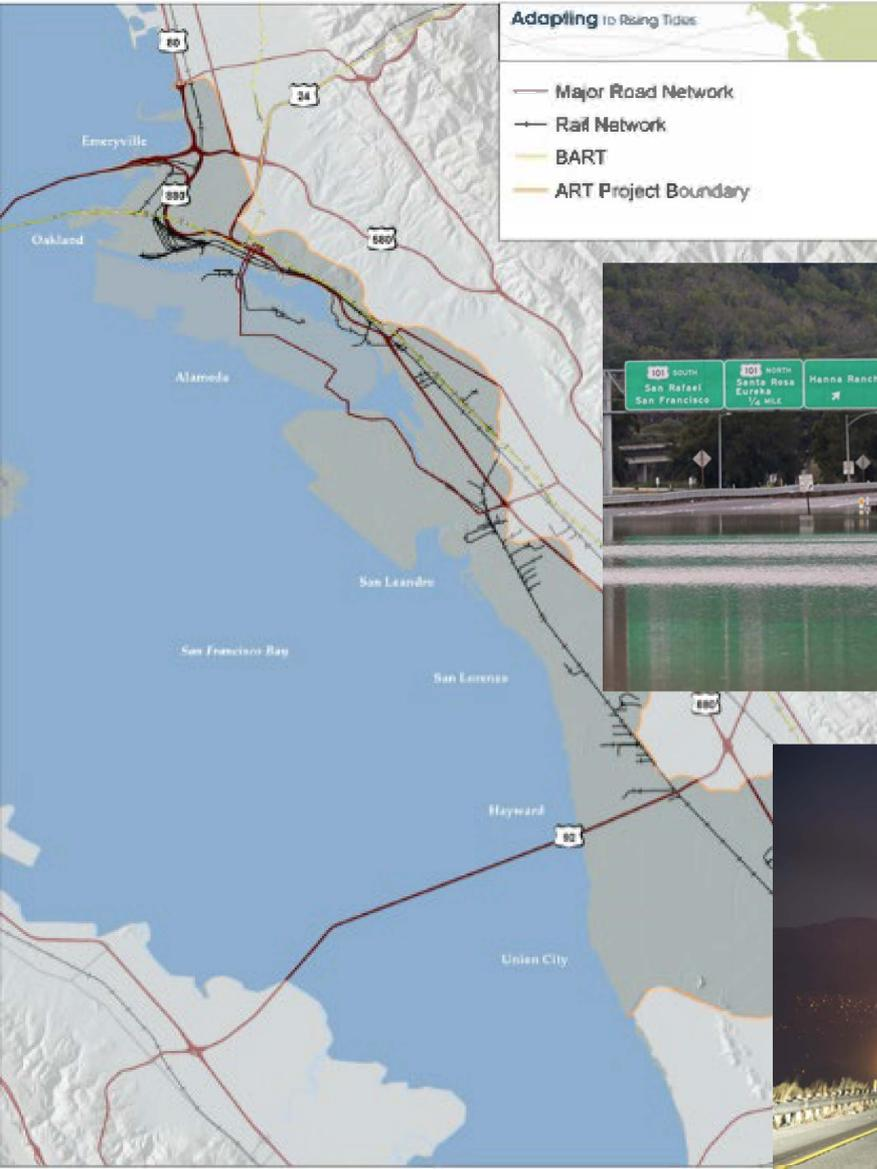 Adapting to Rising Tides
Major Road Network
Rail Network
BART
ART Project Boundary
80
24
Emeryville
880
580
Oakland
Alameda
101 SOUTH
San Rafael
San Francisco
101 NORTH
Santa Rosa
Eureka
¼ MILE
Hanna Ranch
San Leandro
San Francisco Bay
San Lorenzo
880
Hayward
92
Union City